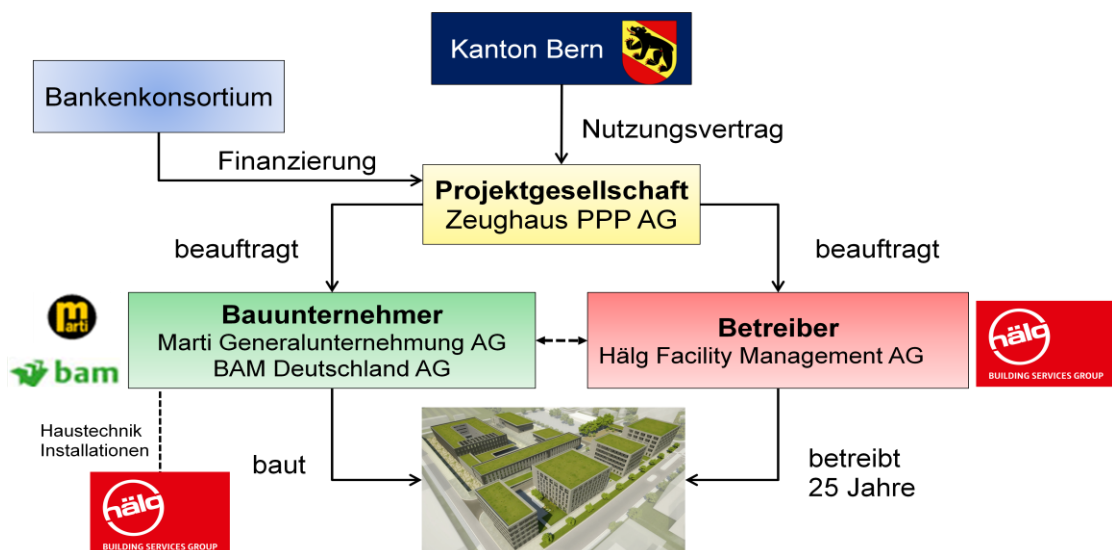 Kanton Bern
Bankenkonsortium
Nutzungsvertrag
Finanzierung
Projektgesellschaft
Zeughaus PPP AG
beauftragt
beauftragt
marti
bam
Bauunternehmer
Marti Generalunternehmung AG
BAM Deutschland AG
Betreiber
Hälg Facility Management AG
hälg
BUILDING SERVICES GROUP
Haustechnik
Installationen
baut
betreibt
25 Jahre
hälg
BUILDING SERVICES GROUP